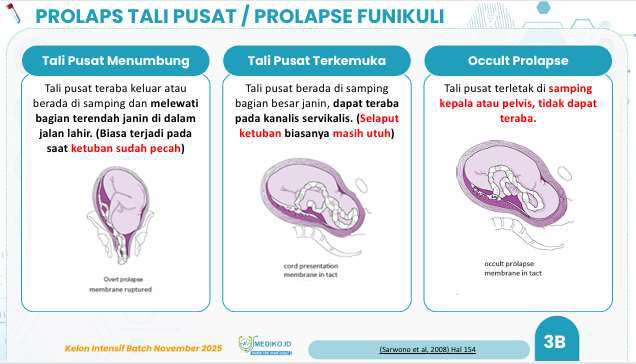 PROLAPS TALI PUSAT / PROLAPSE FUNIKULI
Tali Pusat Menumbung
Tali pusat teraba keluar atau
berada di samping dan melewati
bagian terendah janin di dalam
jalan lahir. (Biasa terjadi pada
saat ketuban sudah pecah)
Overt prolapse
membrane ruptured
Tali Pusat Terkemuka
Tali pusat berada di samping
bagian besar janin, dapat teraba
pada kanalis servikalis. (Selaput
ketuban biasanya masih utuh)
cord presentation
membrane in tact
Occult Prolapse
Tali pusat terletak di samping
kepala atau pelvis, tidak dapat
teraba.
occult prolapse
membrane in tact
Kelon Intensif Batch November 2025
MEDIKO.ID
(Sarwono et al, 2008) Hal 154
3B